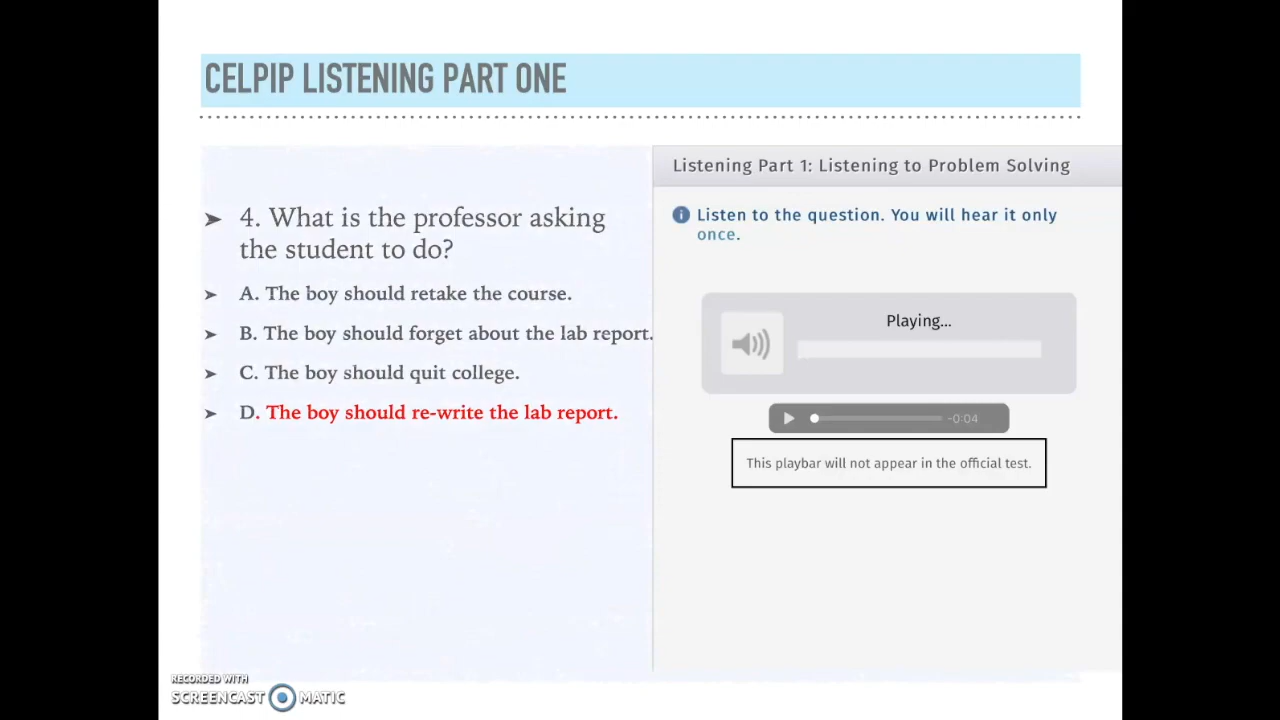 CELPIP LISTENING PART ONE
4. What is the professor asking
the student to do?
A. The boy should retake the course.
B. The boy should forget about the lab report.
C. The boy should quit college.
D. The boy should re-write the lab report.
Listening Part 1: Listening to Problem Solving
Listen to the question. You will hear it only
once.
Playing...
-0:04
This playbar will not appear in the official test.
RECORDED WITH
SCREENCAST MATIC